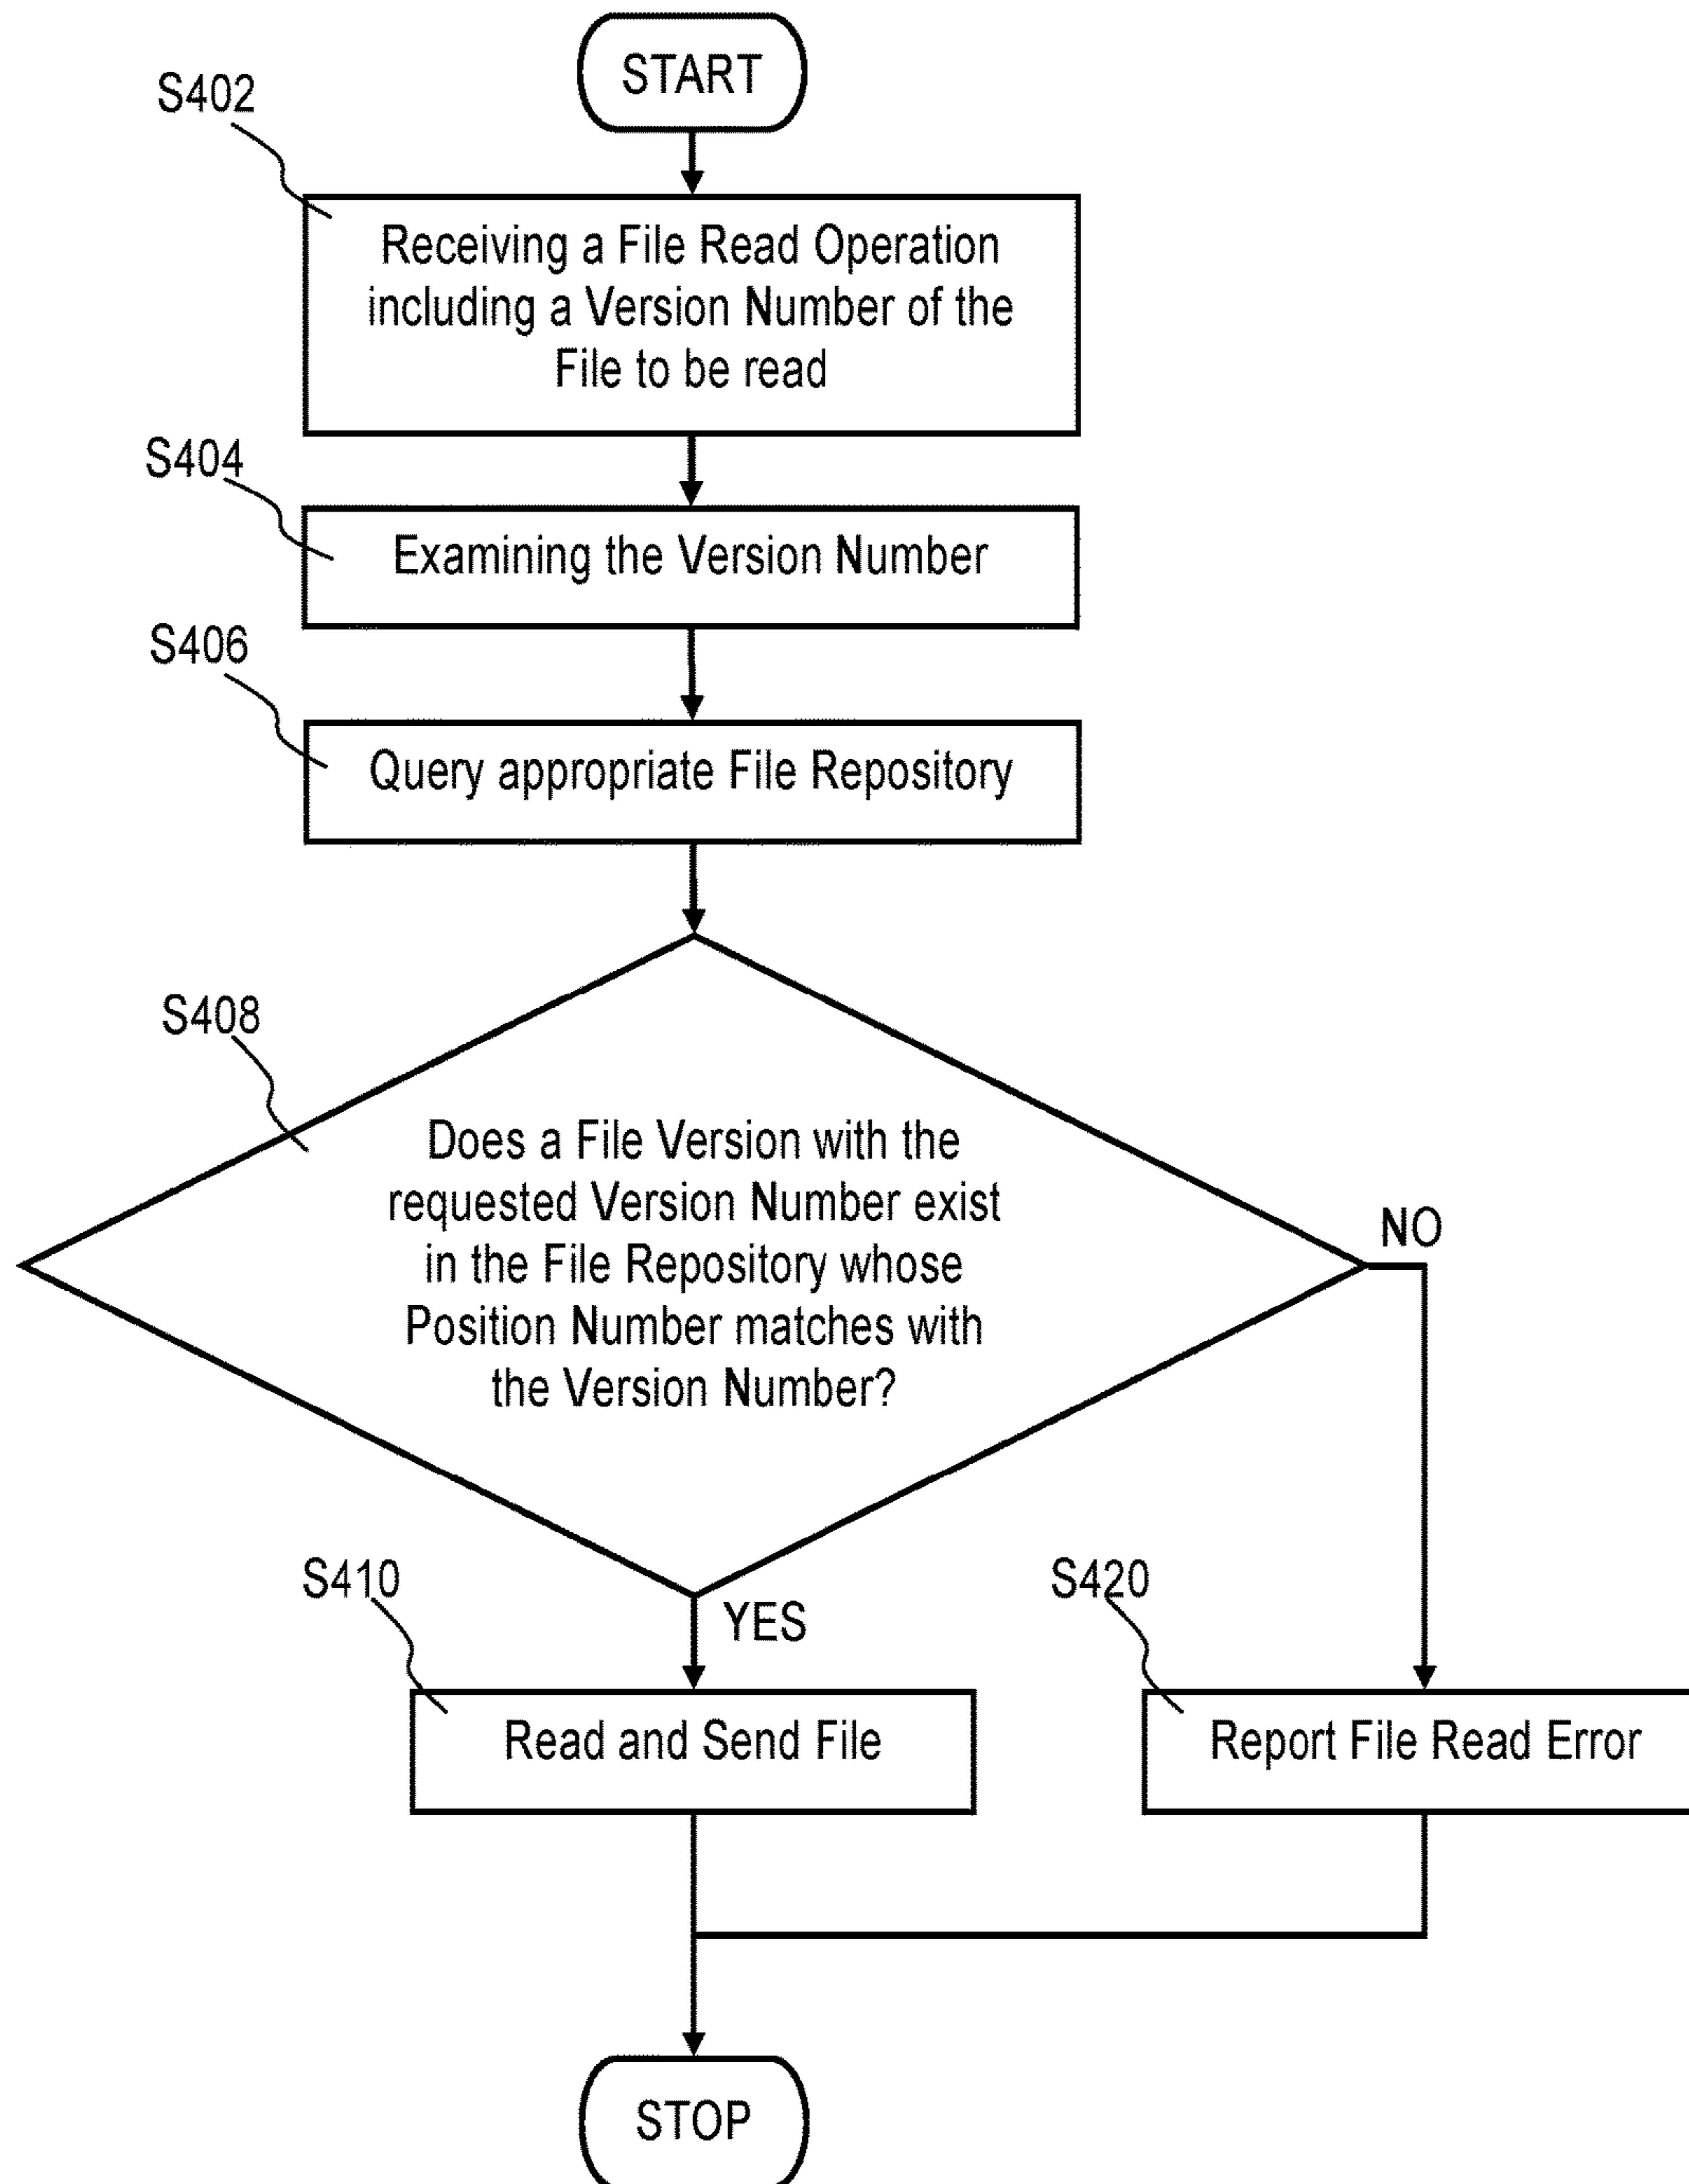 START
S402
Receiving a File Read Operation
including a Version Number of the
File to be read
S404
Examining the Version Number
S406
Query appropriate File Repository
S408
Does a File Version with the
requested Version Number exist
in the File Repository whose
Position Number matches with
the Version Number?
NO
YES
S410
Read and Send File
S420
Report File Read Error
STOP